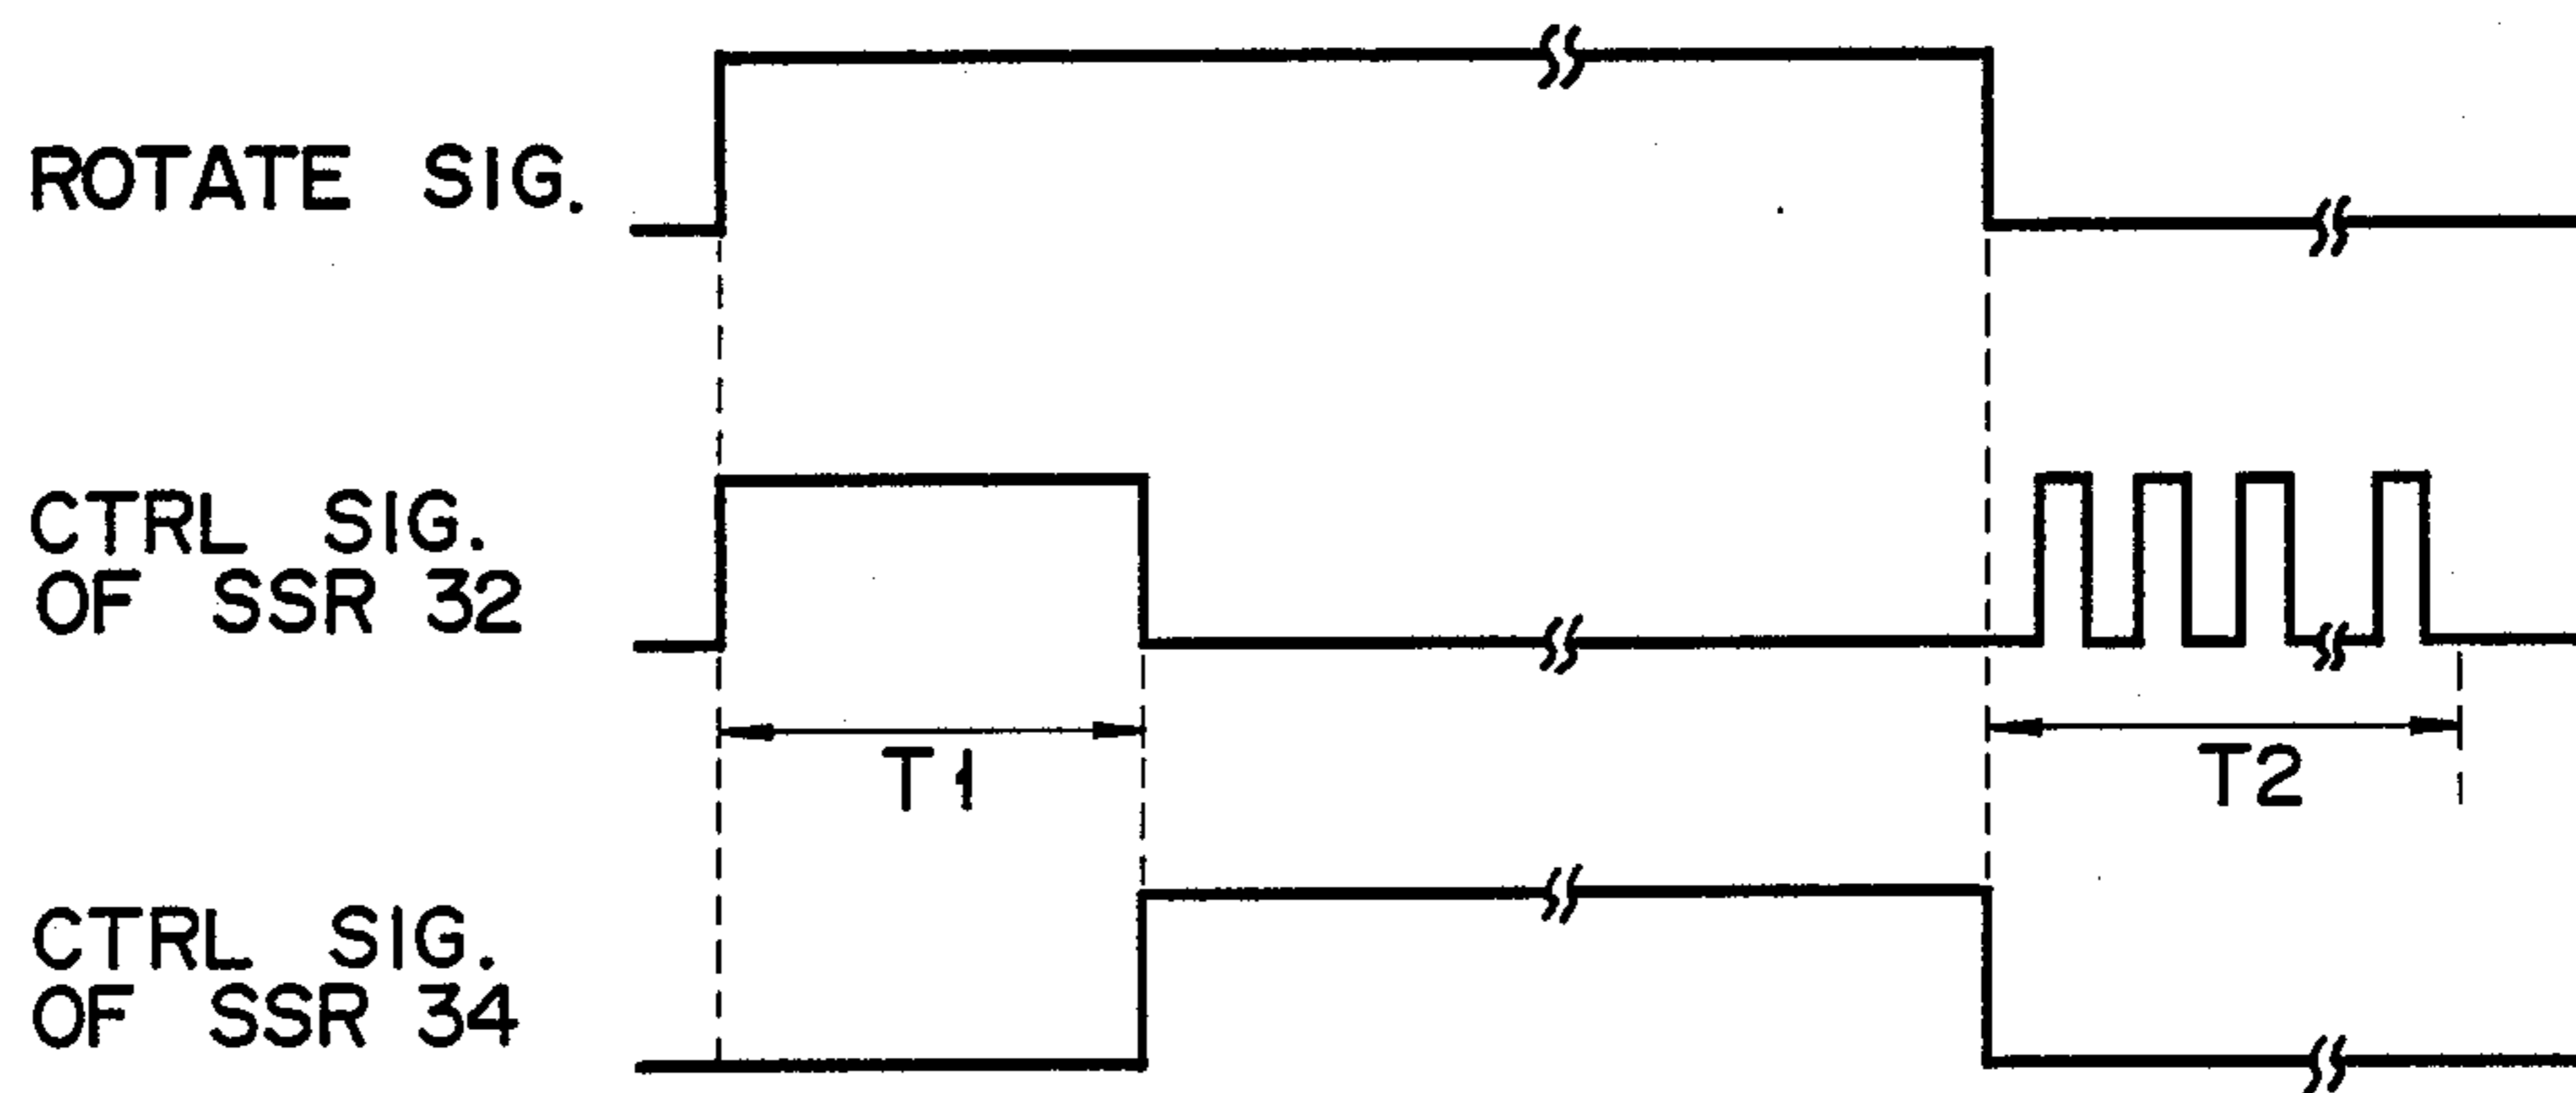 ROTATE SIG.
CTRL SIG.
OF SSR 32
T1
T2
CTRL SIG.
OF SSR 34